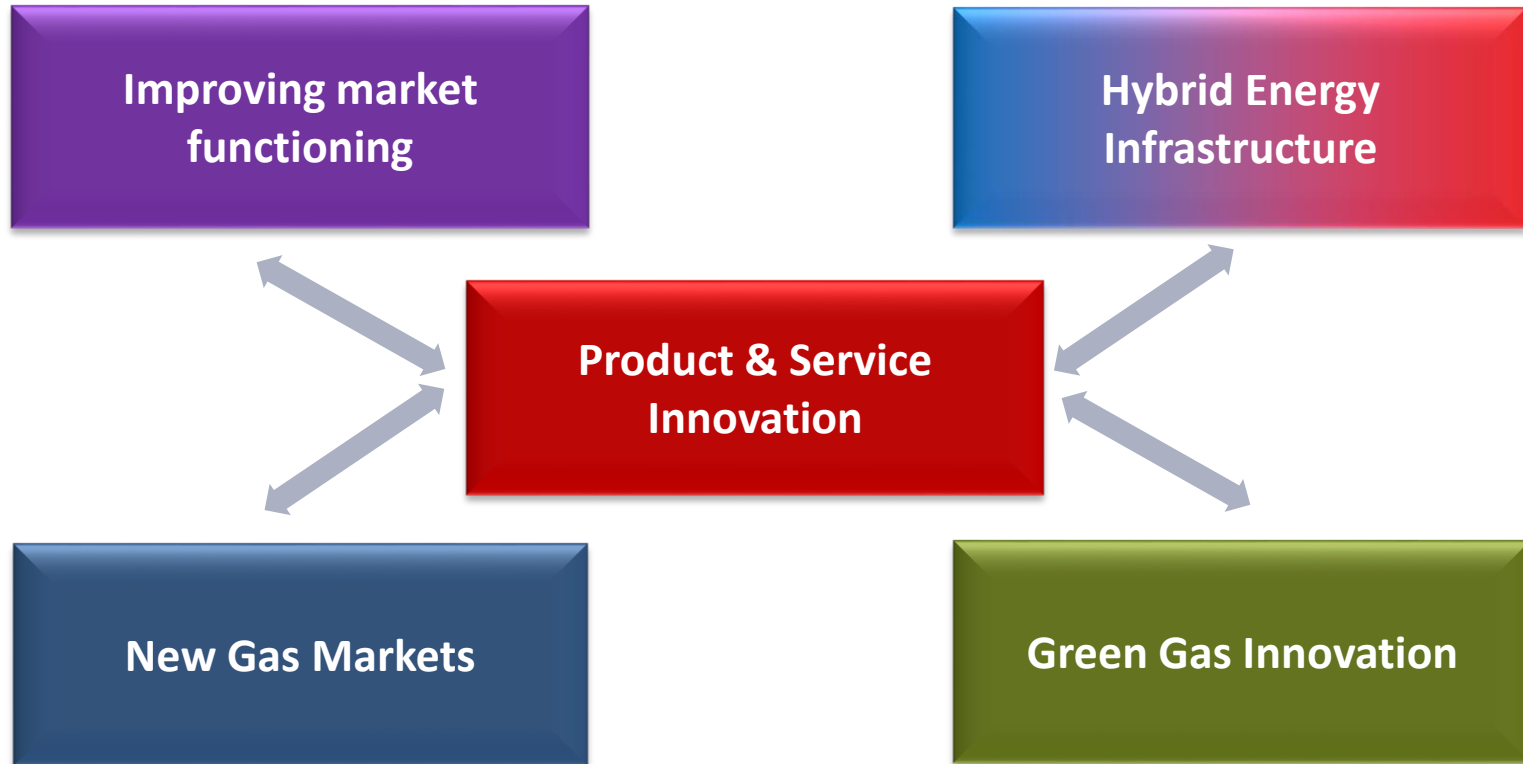 Improving market
functioning
Hybrid Energy
Infrastructure
Product & Service
Innovation
New Gas Markets
Green Gas Innovation